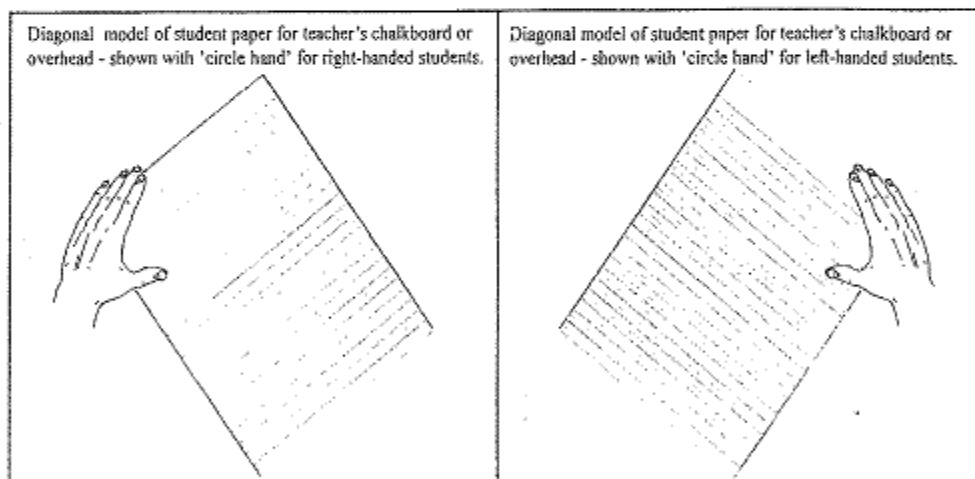 Diagonal model of student paper for teacher's chalkboard or
overhead - shown with 'circle hand' for right-handed students.
Diagonal model of student paper for teacher's chalkboard or
overhead - shown with 'circle hand' for left-handed students.